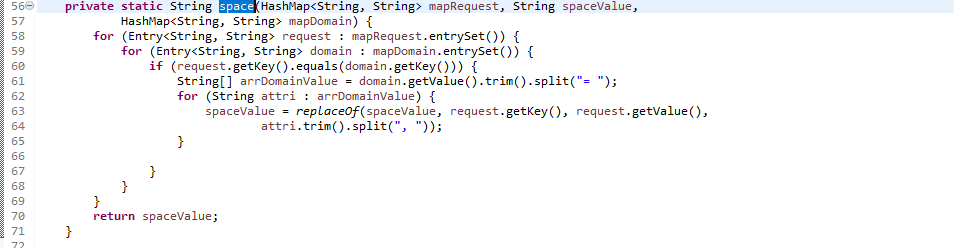 56 private static String space(HashMap<String, String> mapRequest, String spaceValue,
57 HashMap<String, String> mapDomain) {
58 for (Entry<String, String> request : mapRequest.entrySet()) {
59 for (Entry<String, String> domain : mapDomain.entrySet()) {
60 if (request.getKey().equals(domain.getKey())) {
61 String[] arrDomainValue = domain.getValue().trim().split("= ");
62 for (String attri : arrDomainValue) {
63 spaceValue = replaceOf(spaceValue, request.getKey(), request.getValue(),
64 attri.trim().split(", "));
65 }
66
67 }
68 }
69 }
70 return spaceValue;
71 }
72